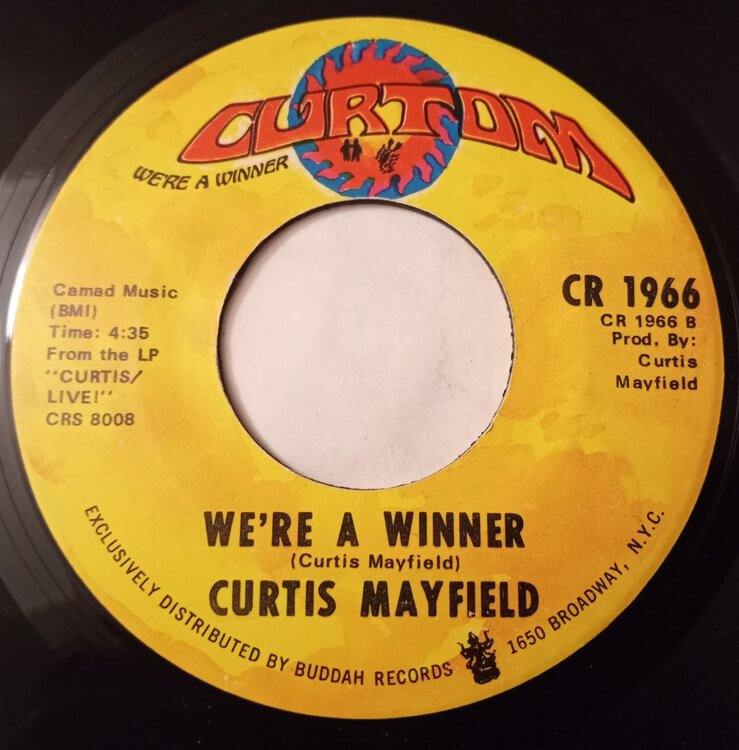 CURTOM
WE'RE A WINNER
Camad Music
(BMI)
Time: 4:35
From the LP
"CURTIS/
LIVE!"
CRS 8008
CR 1966
CR 1966 B
Prod. By:
Curtis
Mayfield
WE'RE A WINNER
(Curtis Mayfield)
CURTIS MAYFIELD
EXCLUSIVELY DISTRIBUTED BY BUDDAH RECORDS 1650 BROADWAY, N.Y.C.